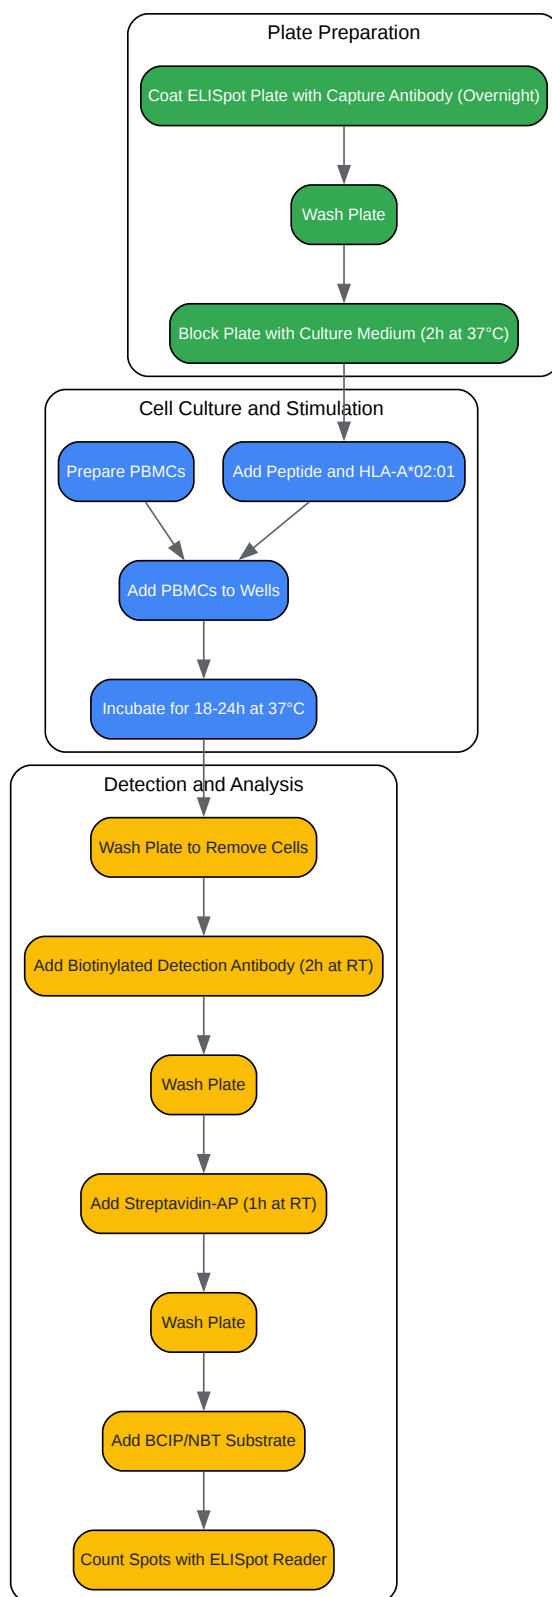 Plate Preparation
Coat ELISpot Plate with Capture Antibody (Overnight)
Wash Plate
Block Plate with Culture Medium (2h at 37°C)
Cell Culture and Stimulation
Prepare PBMCs
Add Peptide and HLA-A*02:01
Add PBMCs to Wells
Incubate for 18-24h at 37°C
Detection and Analysis
Wash Plate to Remove Cells
Add Biotinylated Detection Antibody (2h at RT)
Wash Plate
Add Streptavidin-AP (1h at RT)
Wash Plate
Add BCIP/NBT Substrate
Count Spots with ELISpot Reader